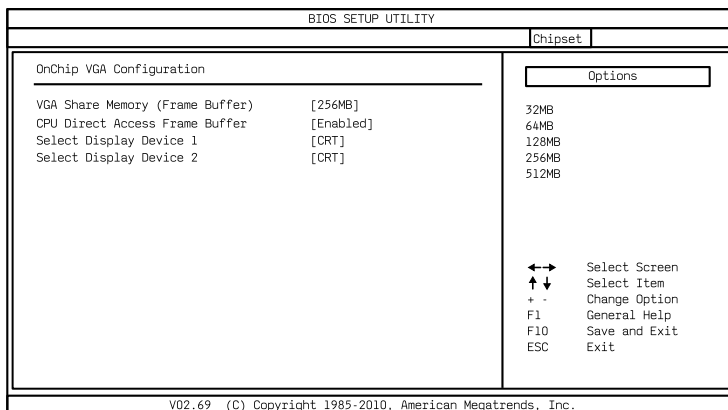 BIOS SETUP UTILITY
Chipset
OnChip VGA Configuration
VGA Share Memory (Frame Buffer) [256MB]
CPU Direct Access Frame Buffer [Enabled]
Select Display Device 1 [CRT]
Select Display Device 2 [CRT]
Options
32MB
64MB
128MB
256MB
512MB
Select Screen
Select Item
+ - Change Option
F1 General Help
F10 Save and Exit
ESC Exit
V02.69 (C) Copyright 1985-2010, American Megatrends, Inc.